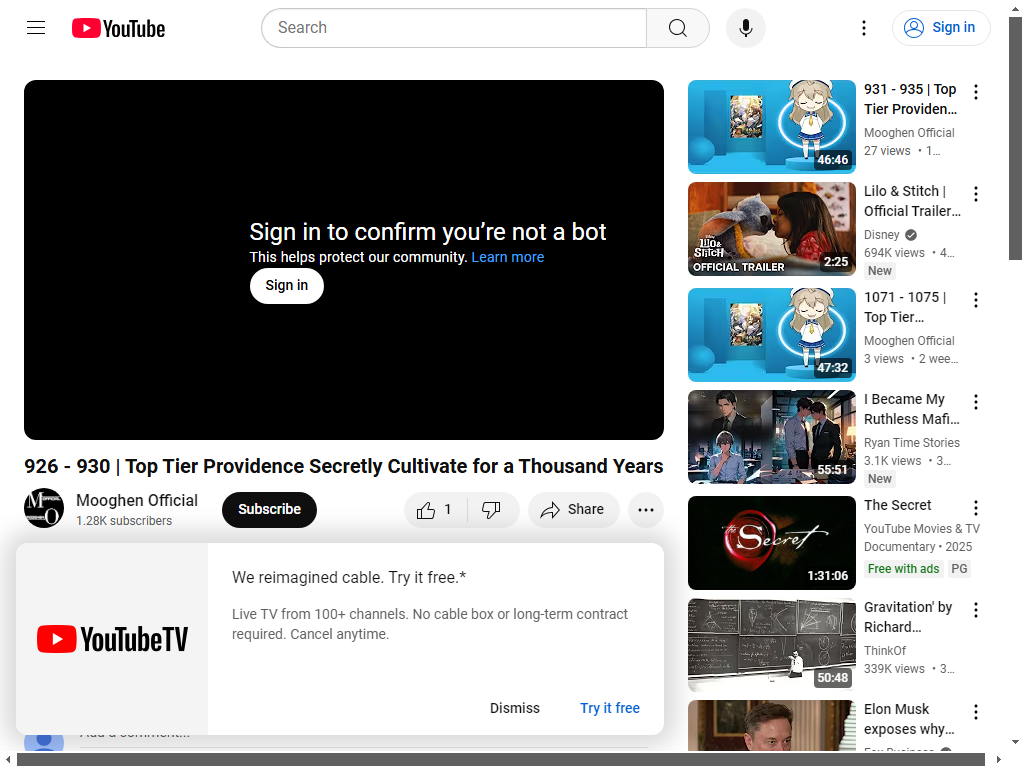 YouTube
Search
Sign in
Sign in to confirm you're not a bot
This helps protect our community. Learn more
Sign in
926 - 930 | Top Tier Providence Secretly Cultivate for a Thousand Years
Mooghen Official
1.28K subscribers
Subscribe
1
Share
We reimagined cable. Try it free.*
Live TV from 100+ channels. No cable box or long-term contract
required. Cancel anytime.
YouTubeTV
Dismiss
Try it free
Add a comment...
46:46
931 - 935 | Top
Tier Providen...
Mooghen Official
27 views • 1...
Disney
LILO &
STITCH
OFFICIAL TRAILER
2:25
Lilo & Stitch |
Official Trailer...
Disney
694K views • 4...
New
47:32
1071 - 1075 |
Top Tier...
Mooghen Official
3 views • 2 wee...
55:51
I Became My
Ruthless Mafi...
Ryan Time Stories
3.1K views • 3...
New
the Secret
1:31:06
The Secret
YouTube Movies & TV
Documentary • 2025
Free with ads
PG
50:48
Gravitation' by
Richard...
ThinkOf
339K views • 3...
Elon Musk
exposes why...
Fox Business